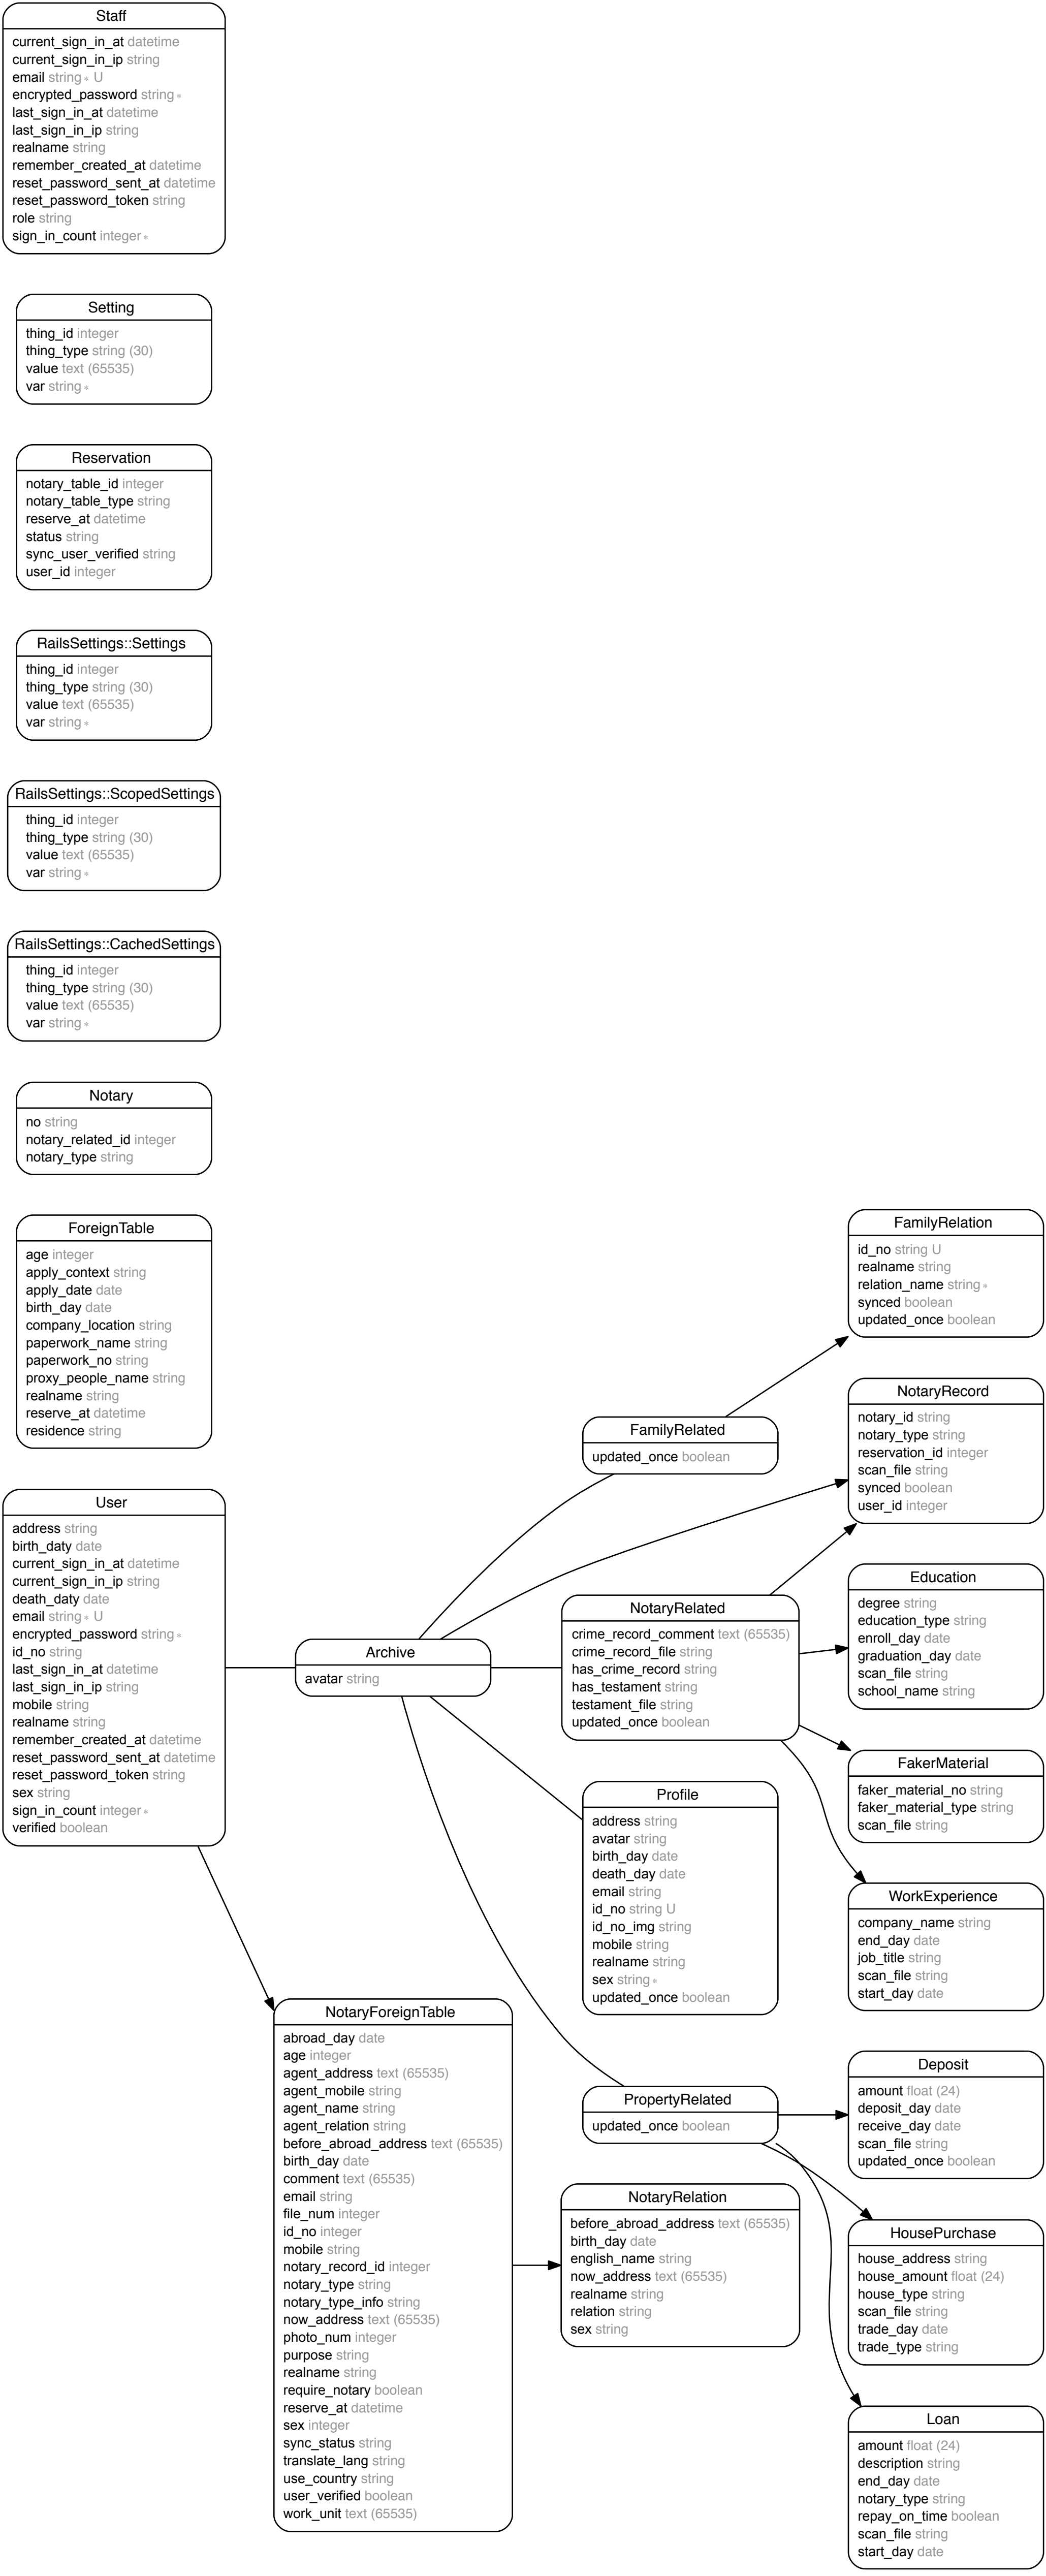 Staff
current_sign_in_at datetime
current_sign_in_ip string
email string ∗ U
encrypted_password string ∗
last_sign_in_at datetime
last_sign_in_ip string
realname string
remember_created_at datetime
reset_password_sent_at datetime
reset_password_token string
role string
sign_in_count integer ∗
Setting
thing_id integer
thing_type string (30)
value text (65535)
var string ∗
Reservation
notary_table_id integer
notary_table_type string
reserve_at datetime
status string
sync_user_verified string
user_id integer
RailsSettings::Settings
thing_id integer
thing_type string (30)
value text (65535)
var string ∗
RailsSettings::ScopedSettings
thing_id integer
thing_type string (30)
value text (65535)
var string ∗
RailsSettings::CachedSettings
thing_id integer
thing_type string (30)
value text (65535)
var string ∗
Notary
no string
notary_related_id integer
notary_type string
ForeignTable
age integer
apply_context string
apply_date date
birth_day date
company_location string
paperwork_name string
paperwork_no string
proxy_people_name string
realname string
reserve_at datetime
residence string
User
address string
birth_daty date
current_sign_in_at datetime
current_sign_in_ip string
death_daty date
email string ∗ U
encrypted_password string ∗
id_no string
last_sign_in_at datetime
last_sign_in_ip string
mobile string
realname string
remember_created_at datetime
reset_password_sent_at datetime
reset_password_token string
sex string
sign_in_count integer ∗
verified boolean
Archive
avatar string
NotaryForeignTable
abroad_day date
age integer
agent_address text (65535)
agent_mobile string
agent_name string
agent_relation string
before_abroad_address text (65535)
birth_day date
comment text (65535)
email string
file_num integer
id_no integer
mobile string
notary_record_id integer
notary_type string
notary_type_info string
now_address text (65535)
photo_num integer
purpose string
realname string
require_notary boolean
reserve_at datetime
sex integer
sync_status string
translate_lang string
use_country string
user_verified boolean
work_unit text (65535)
FamilyRelated
updated_once boolean
NotaryRelated
crime_record_comment text (65535)
crime_record_file string
has_crime_record string
has_testament string
testament_file string
updated_once boolean
Profile
address string
avatar string
birth_day date
death_day date
email string
id_no string U
id_no_img string
mobile string
realname string
sex string ∗
updated_once boolean
PropertyRelated
updated_once boolean
NotaryRelation
before_abroad_address text (65535)
birth_day date
english_name string
now_address text (65535)
realname string
relation string
sex string
FamilyRelation
id_no string U
realname string
relation_name string ∗
synced boolean
updated_once boolean
NotaryRecord
notary_id string
notary_type string
reservation_id integer
scan_file string
synced boolean
user_id integer
Education
degree string
education_type string
enroll_day date
graduation_day date
scan_file string
school_name string
FakerMaterial
faker_material_no string
faker_material_type string
scan_file string
WorkExperience
company_name string
end_day date
job_title string
scan_file string
start_day date
Deposit
amount float (24)
deposit_day date
receive_day date
scan_file string
updated_once boolean
HousePurchase
house_address string
house_amount float (24)
house_type string
scan_file string
trade_day date
trade_type string
Loan
amount float (24)
description string
end_day date
notary_type string
repay_on_time boolean
scan_file string
start_day date